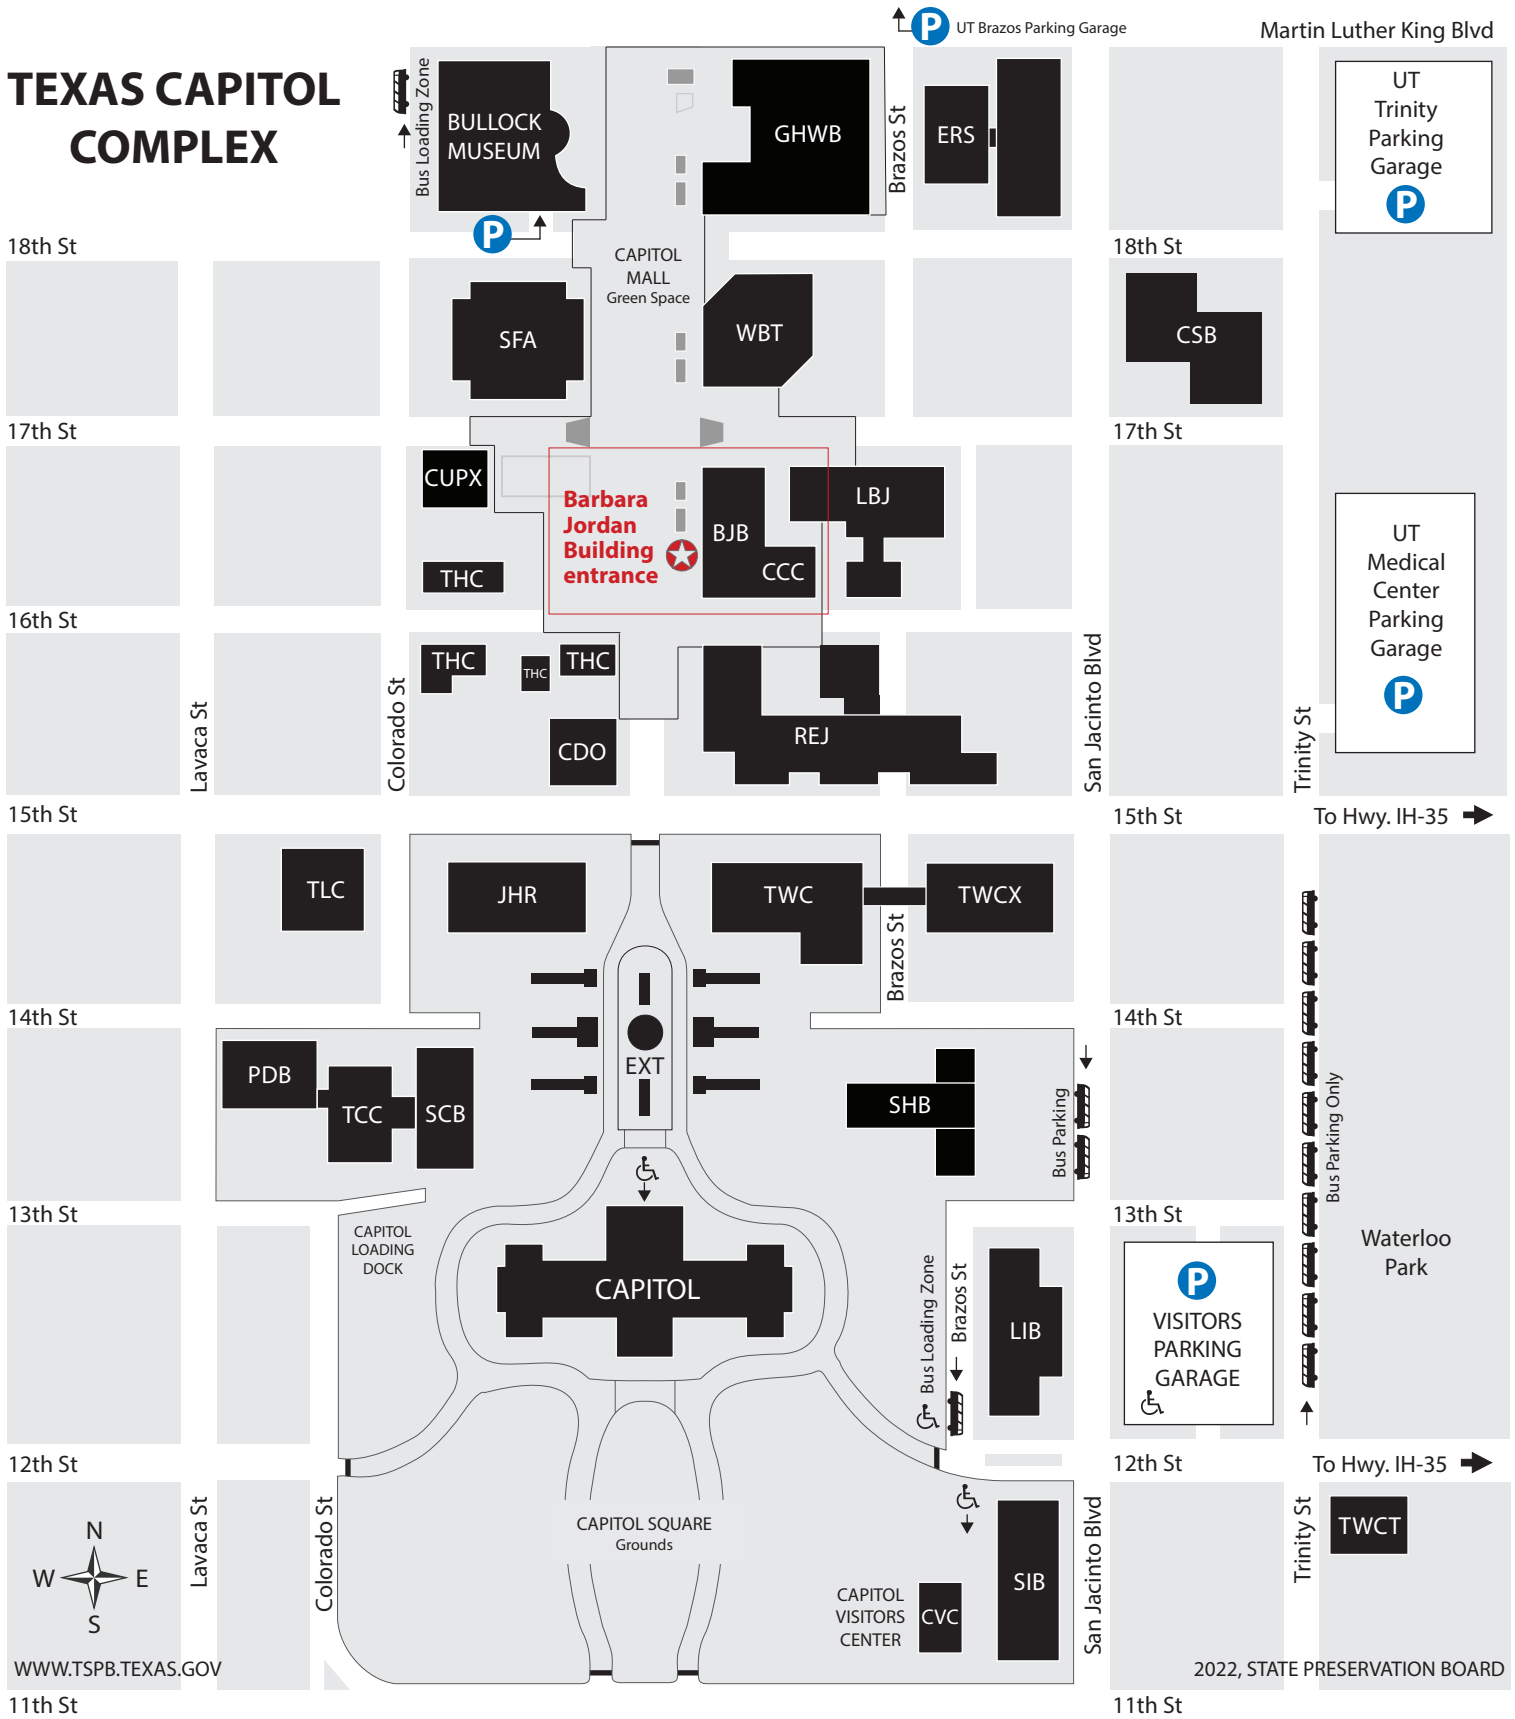 P UT Brazos Parking Garage
Martin Luther King Blvd
TEXAS CAPITOL
COMPLEX
Bus Loading Zone
BULLOCK
MUSEUM
P
GHWB
Brazos St
ERS
UT
Trinity
Parking
Garage
P
18th St
18th St
CAPITOL
MALL
Green Space
SFA
WBT
CSB
17th St
17th St
CUPX
Barbara
Jordan
Building
entrance
BJB
CCC
LBJ
THC
UT
Medical
Center
Parking
Garage
P
16th St
THC
THC
THC
CDO
REJ
Lavaca St
Colorado St
San Jacinto Blvd
Trinity St
15th St
15th St
To Hwy. IH-35
TLC
JHR
TWC
TWCX
Brazos St
14th St
14th St
PDB
TCC
SCB
EXT
SHB
Bus Parking
Bus Parking Only
13th St
13th St
CAPITOL
LOADING
DOCK
CAPITOL
Bus Loading Zone
Brazos St
LIB
P
VISITORS
PARKING
GARAGE
Waterloo
Park
12th St
12th St
To Hwy. IH-35
N
W E
S
Lavaca St
Colorado St
CAPITOL SQUARE
Grounds
CAPITOL
VISITORS
CENTER
CVC
SIB
San Jacinto Blvd
Trinity St
TWCT
WWW.TSPB.TEXAS.GOV
2022, STATE PRESERVATION BOARD
11th St
11th St